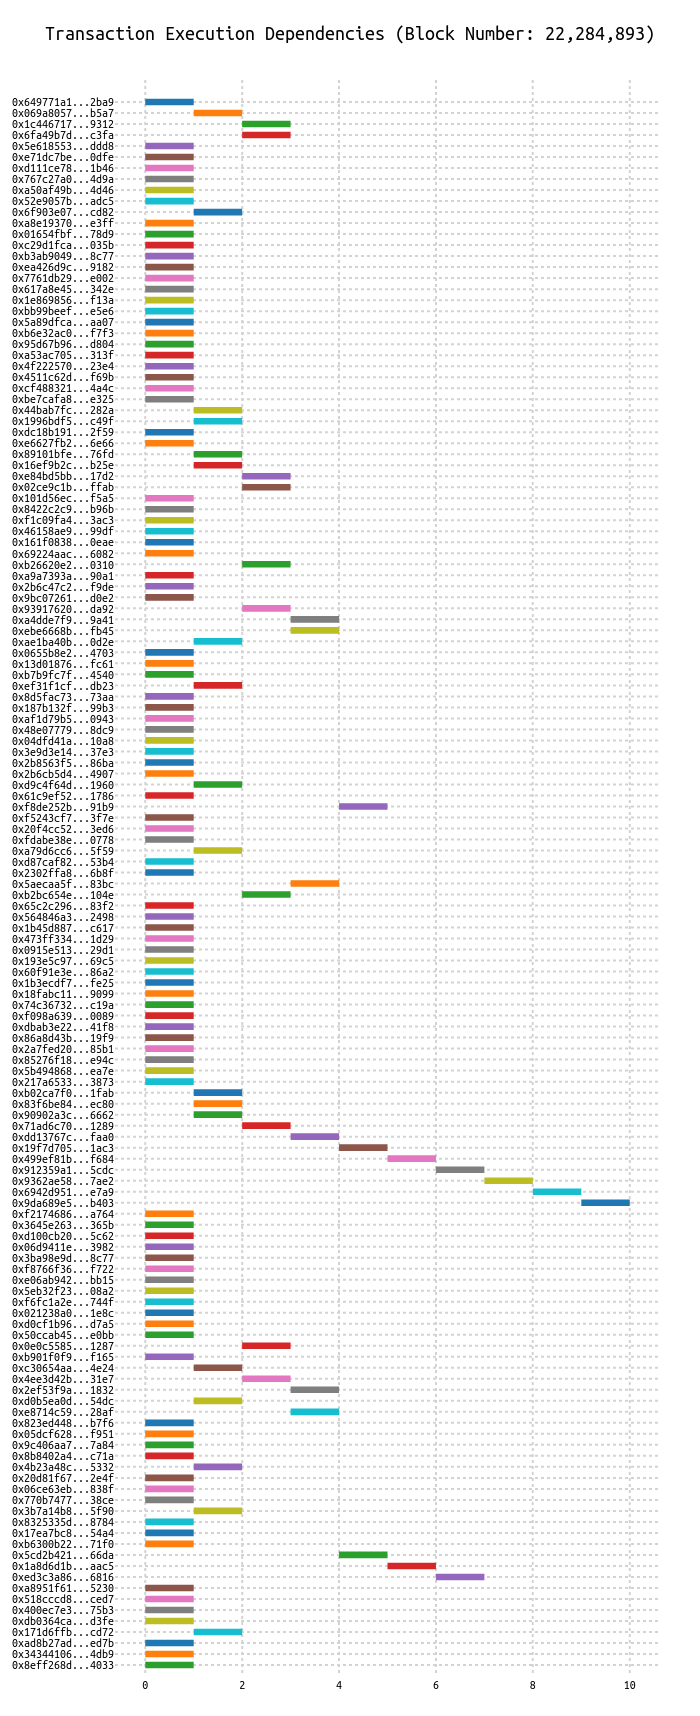 Transaction Execution Dependencies (Block Number: 22,284,893)
0x649771a1...2ba9
0x069a8057...b5a7
0x1c446717...9312
0x6fa49b7d...c3fa
0x5e618553...ddd8
0xe71dc7be...0dfe
0xd111ce78...1b46
0x767c27a0...4d9a
0xa50af49b...4d46
0x52e9057b...adc5
0x6f903e07...cd82
0xa8e19370...e3ff
0x01654fbf...78d9
0xc29d1fca...035b
0xb3ab9049...8c77
0xea426d9c...9182
0x7761db29...e002
0x617a8e45...342e
0x1e869856...f13a
0xbb99beef...e5e6
0x5a89dfca...aa07
0xb6e32ac0...f7f3
0x95d67b96...d804
0xa53ac705...313f
0x4f222570...23e4
0x4511c62d...f69b
0xcf488321...4a4c
0xbe7cafa8...e325
0x44bab7fc...282a
0x1996bdf5...c49f
0xdc18b191...2f59
0xe6627fb2...6e66
0x89101bfe...76fd
0x16ef9b2c...b25e
0xe84bd5bb...17d2
0x02ce9c1b...ffab
0x101d56ec...f5a5
0x8422c2c9...b96b
0xf1c09fa4...3ac3
0x46158ae9...99df
0x161f0838...0eae
0x69224aac...6082
0xb26620e2...0310
0xa9a7393a...90a1
0x2b6c47c2...f9de
0x9bc07261...d0e2
0x93917620...da92
0xa4dde7f9...9a41
0xebe6668b...fb45
0xae1ba40b...0d2e
0x0655b8e2...4703
0x13d01876...fc61
0xb7b9fc7f...4540
0xef31f1cf...db23
0x8d5fac73...73aa
0x187b132f...99b3
0xaf1d79b5...0943
0x48e07779...8dc9
0x04dfd41a...10a8
0x3e9d3e14...37e3
0x2b8563f5...86ba
0x2b6cb5d4...4907
0xd9c4f64d...1960
0x61c9ef52...1786
0xf8de252b...91b9
0xf5243cf7...3f7e
0x20f4cc52...3ed6
0xfdabe38e...0778
0xa79d6cc6...5f59
0xd87caf82...53b4
0x2302ffa8...6b8f
0x5aecaa5f...83bc
0xb2bc654e...104e
0x65c2c296...83f2
0x564846a3...2498
0x1b45d887...c617
0x473ff334...1d29
0x0915e513...29d1
0x193e5c97...69c5
0x60f91e3e...86a2
0x1b3ecdf7...fe25
0x18fabc11...9099
0x74c36732...c19a
0xf098a639...0089
0xdbab3e22...41f8
0x86a8d43b...19f9
0x2a7fed20...85b1
0x85276f18...e94c
0x5b494868...ea7e
0x217a6533...3873
0xb02ca7f0...1fab
0x83f6be84...ec80
0x90902a3c...6662
0x71ad6c70...1289
0xdd13767c...faa0
0x19f7d705...1ac3
0x499ef81b...f684
0x912359a1...5cdc
0x9362ae58...7ae2
0x6942d951...e7a9
0x9da689e5...b403
0xf2174686...a764
0x3645e263...365b
0xd100cb20...5c62
0x06d9411e...3982
0x3ba98e9d...8c77
0xf8766f36...f722
0xe06ab942...bb15
0x5eb32f23...08a2
0xf6fc1a2e...744f
0x021238a0...1e8c
0xd0cf1b96...d7a5
0x50ccab45...e0bb
0x0e0c5585...1287
0xb901f0f9...f165
0xc30654aa...4e24
0x4ee3d42b...31e7
0x2ef53f9a...1832
0xd0b5ea0d...54dc
0xe8714c59...28af
0x823ed448...b7f6
0x05dcf628...f951
0x9c406aa7...7a84
0x8b8402a4...c71a
0x4b23a48c...5332
0x20d81f67...2e4f
0x06ce63eb...838f
0x770b7477...38ce
0x3b7a14b8...5f90
0x8325335d...8784
0x17ea7bc8...54a4
0xb6300b22...71f0
0x5cd2b421...66da
0x1a8d6d1b...aac5
0xed3c3a86...6816
0xa8951f61...5230
0x518cccd8...ced7
0x400ec7e3...75b3
0xdb0364ca...d3fe
0x171d6ffb...cd72
0xad8b27ad...ed7b
0x34344106...4db9
0x8eff268d...4033
0 2 4 6 8 10